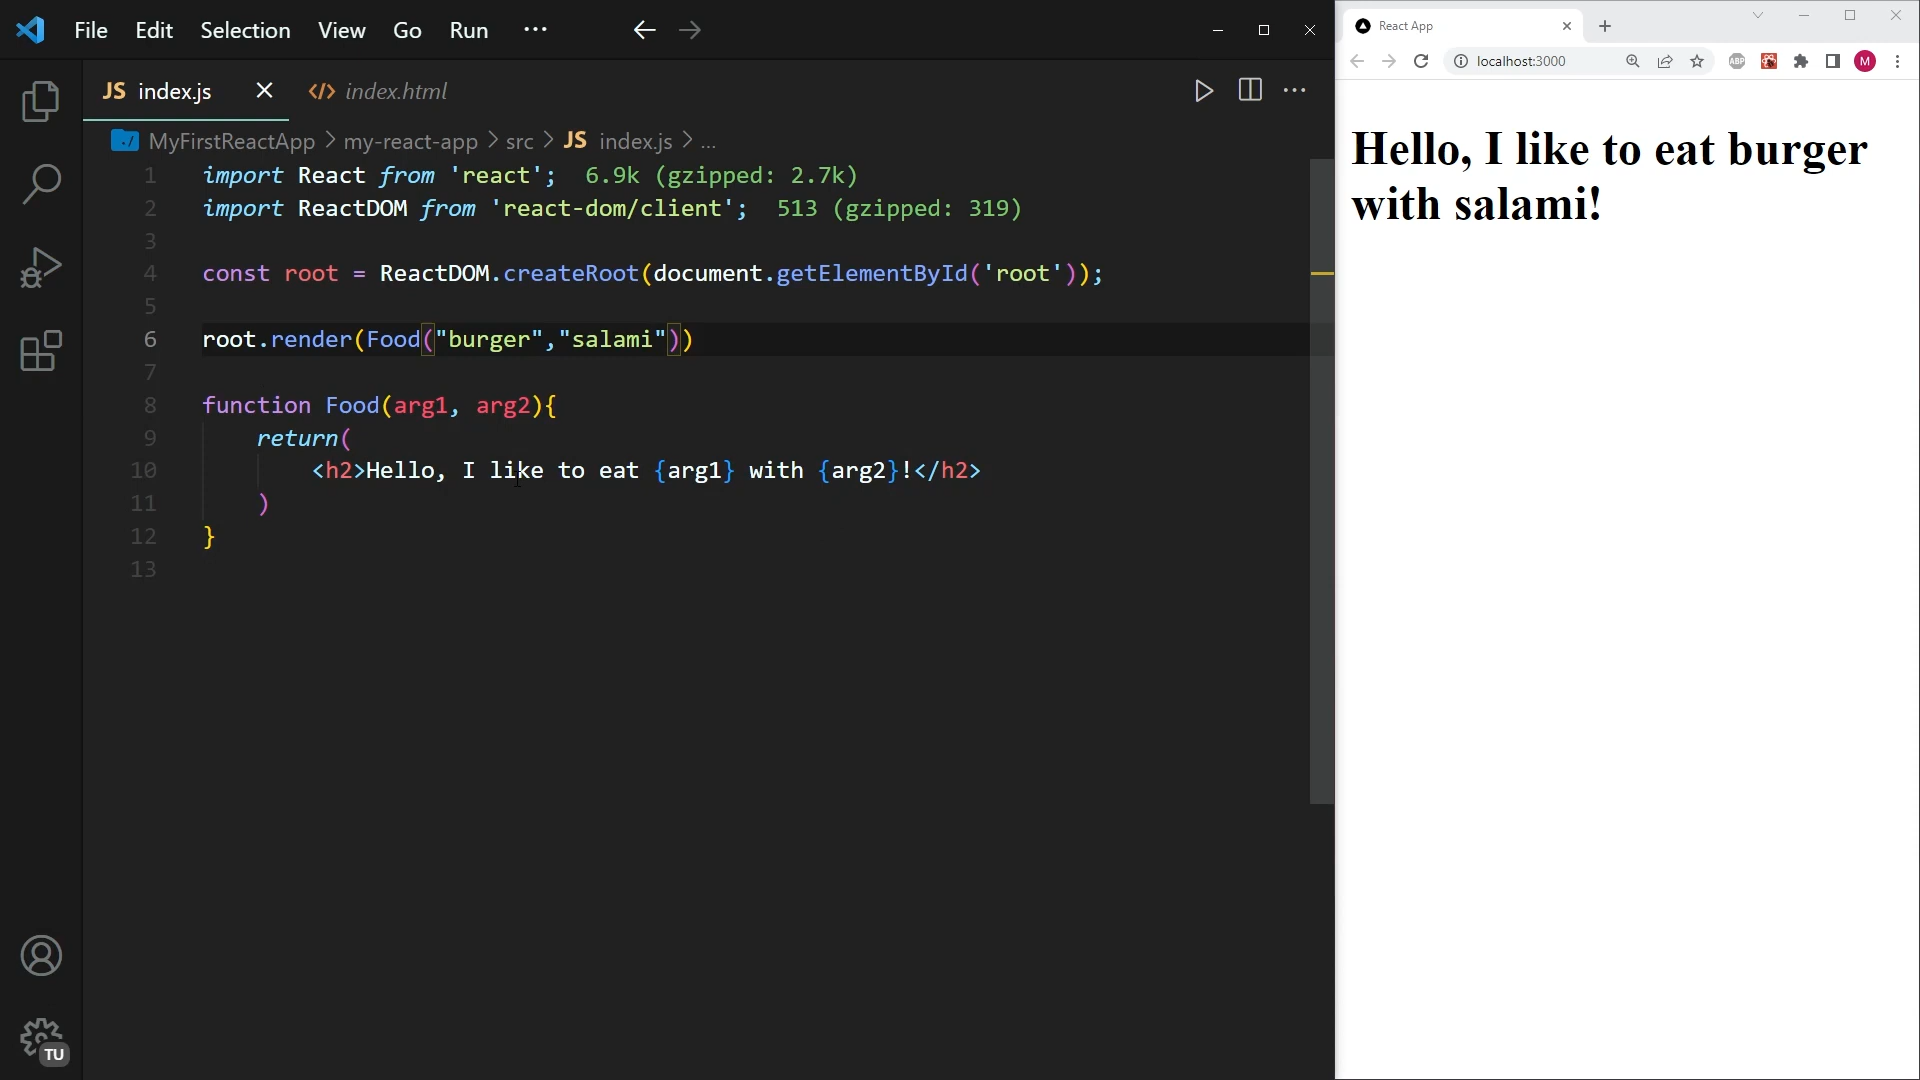 File Edit Selection View Go Run ...
JS index.js index.html
MyFirstReactApp > my-react-app > src > JS index.js > ...
1 import React from 'react'; 6.9k (gzipped: 2.7k)
2 import ReactDOM from 'react-dom/client'; 513 (gzipped: 319)
3
4 const root = ReactDOM.createRoot(document.getElementById('root'));
5
6 root.render(Food("burger","salami"))
7
8 function Food(arg1, arg2){
9 return(
10 <h2>Hello, I like to eat {arg1} with {arg2}!</h2>
11 )
12 }
13
TU
React App
localhost:3000
ABP
M
Hello, I like to eat burger
with salami!